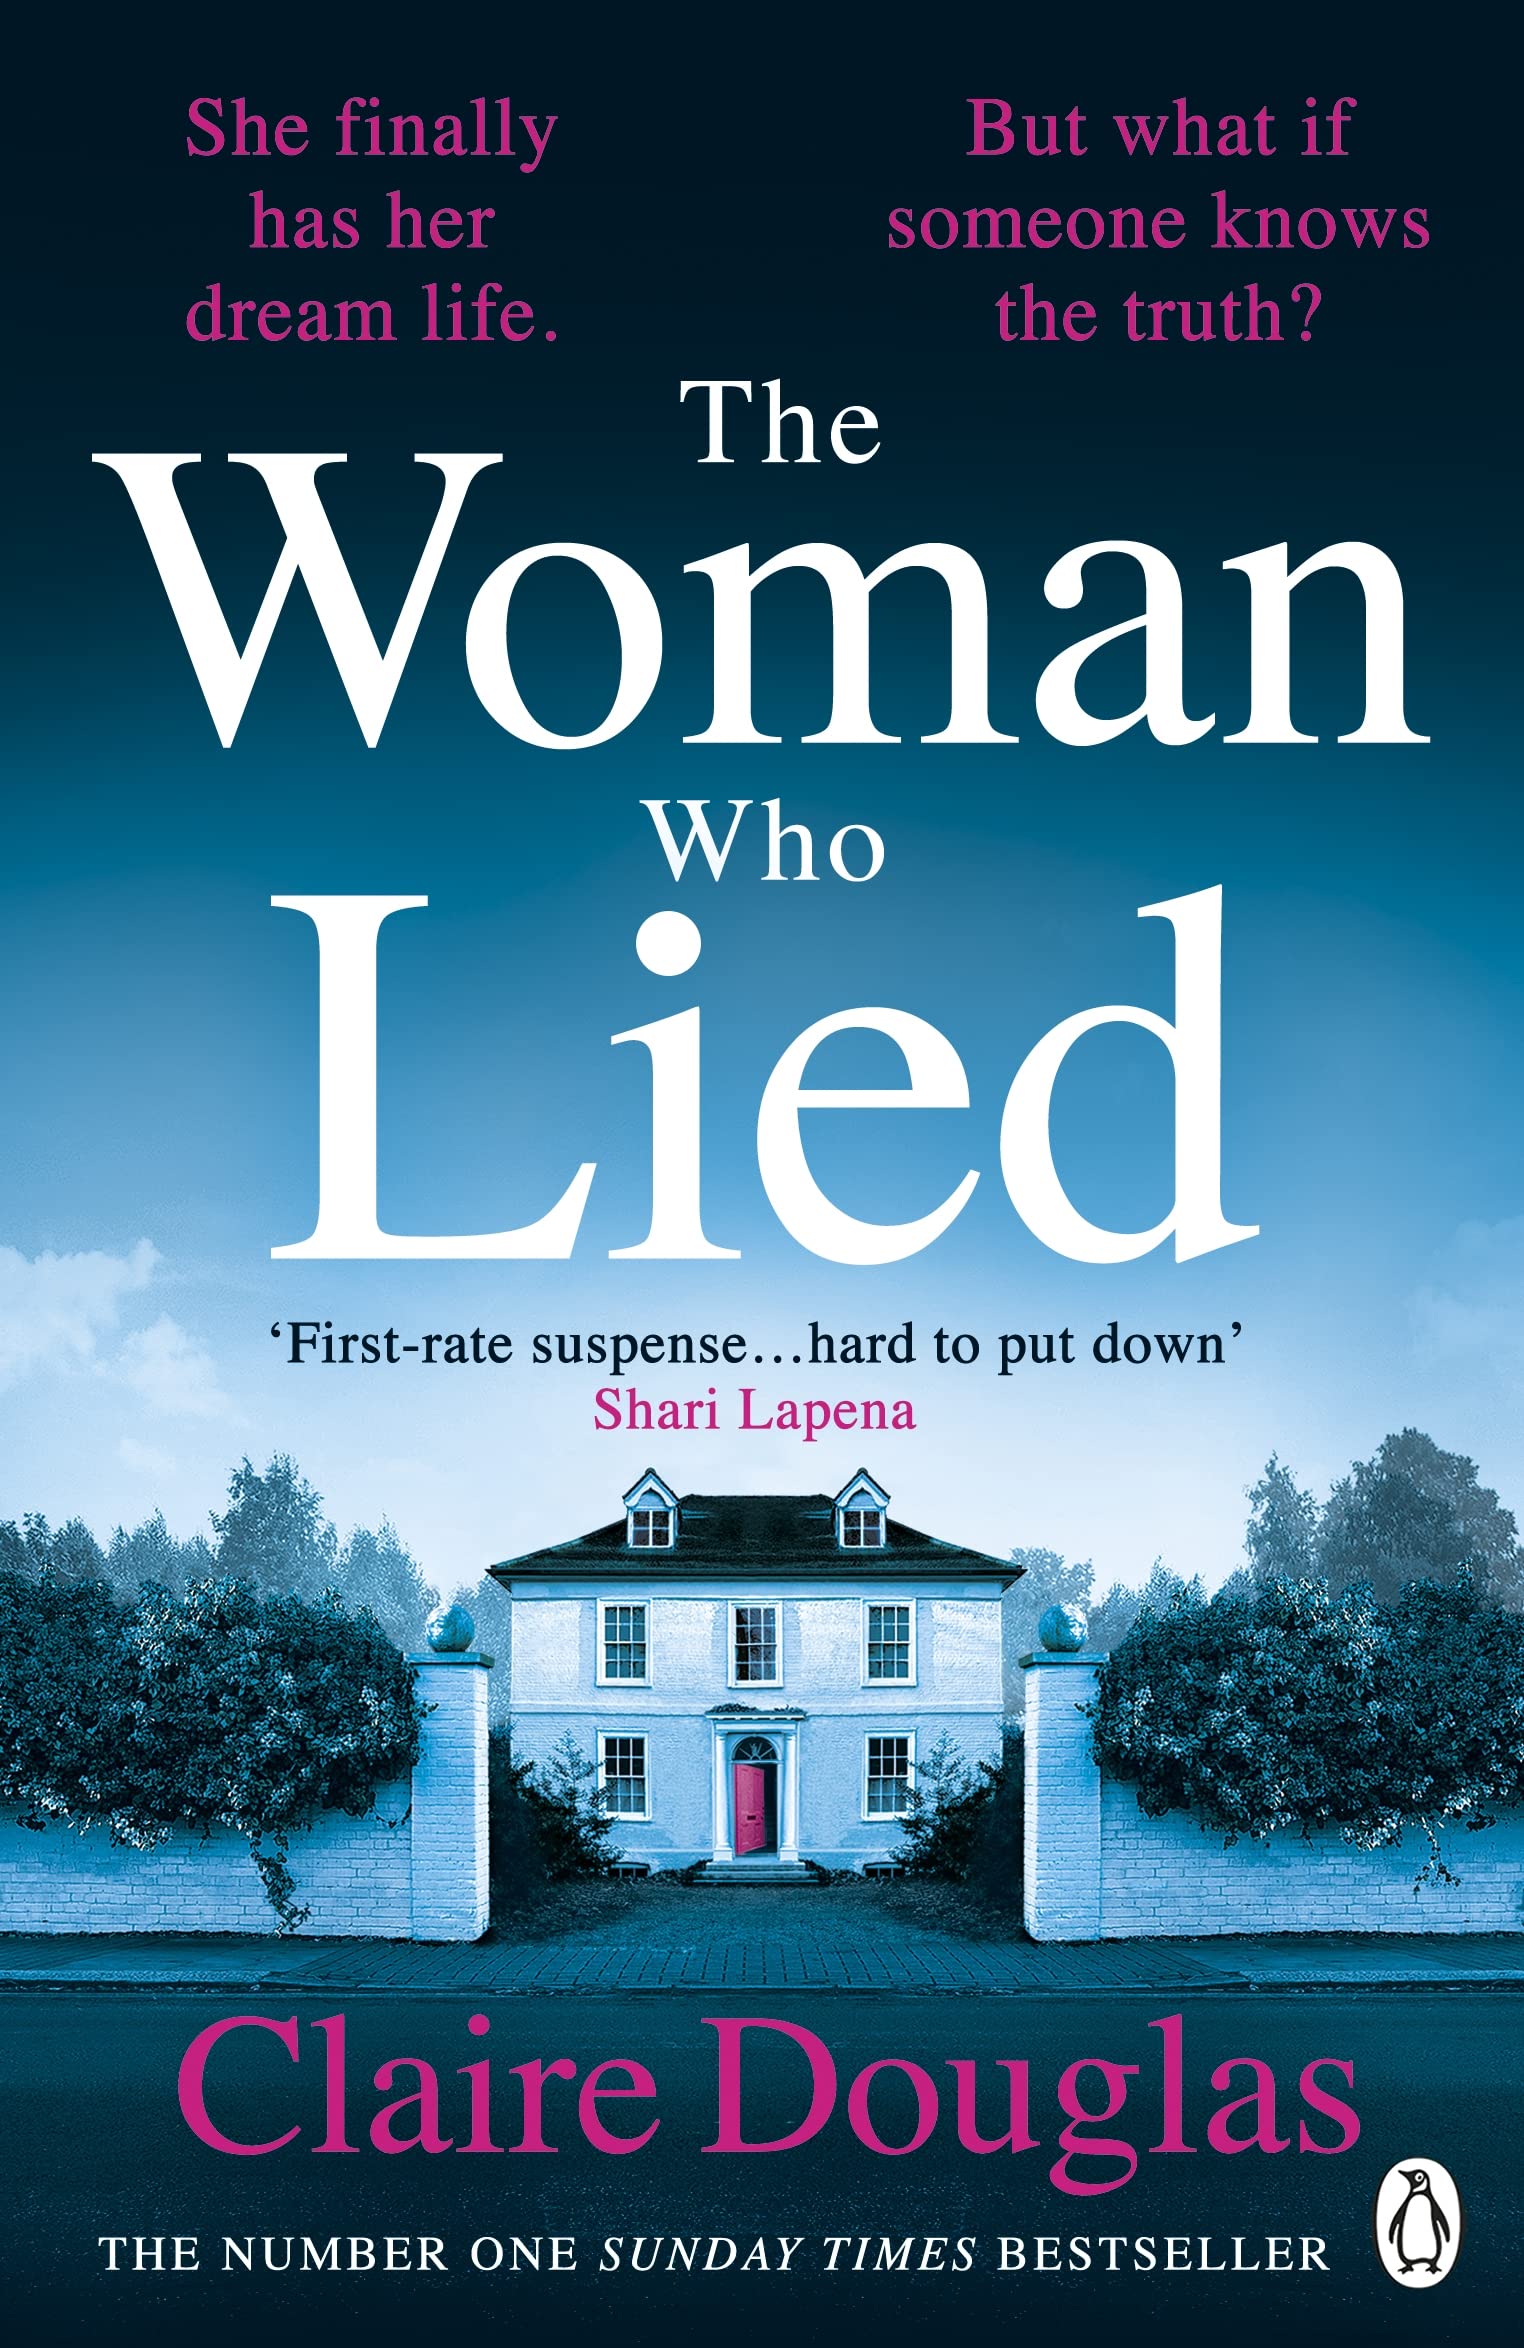 She finally
has her
dream life.
But what if
someone knows
the truth?
The
Woman
Who
Lied
‘First-rate suspense...hard to put down’
Shari Lapena
Claire Douglas
THE NUMBER ONE SUNDAY TIMES BESTSELLER